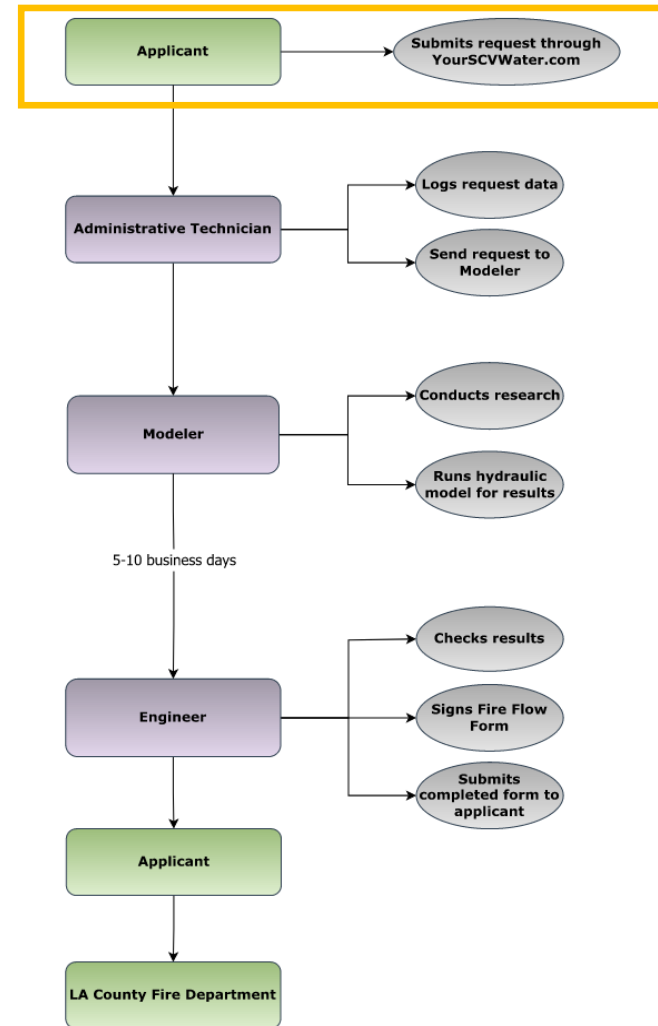 Applicant
Submits request through
YourSCVWater.com
Administrative Technician
Logs request data
Send request to
Modeler
Modeler
Conducts research
Runs hydraulic
model for results
5-10 business days
Engineer
Checks results
Signs Fire Flow
Form
Submits
completed form to
applicant
Applicant
LA County Fire Department